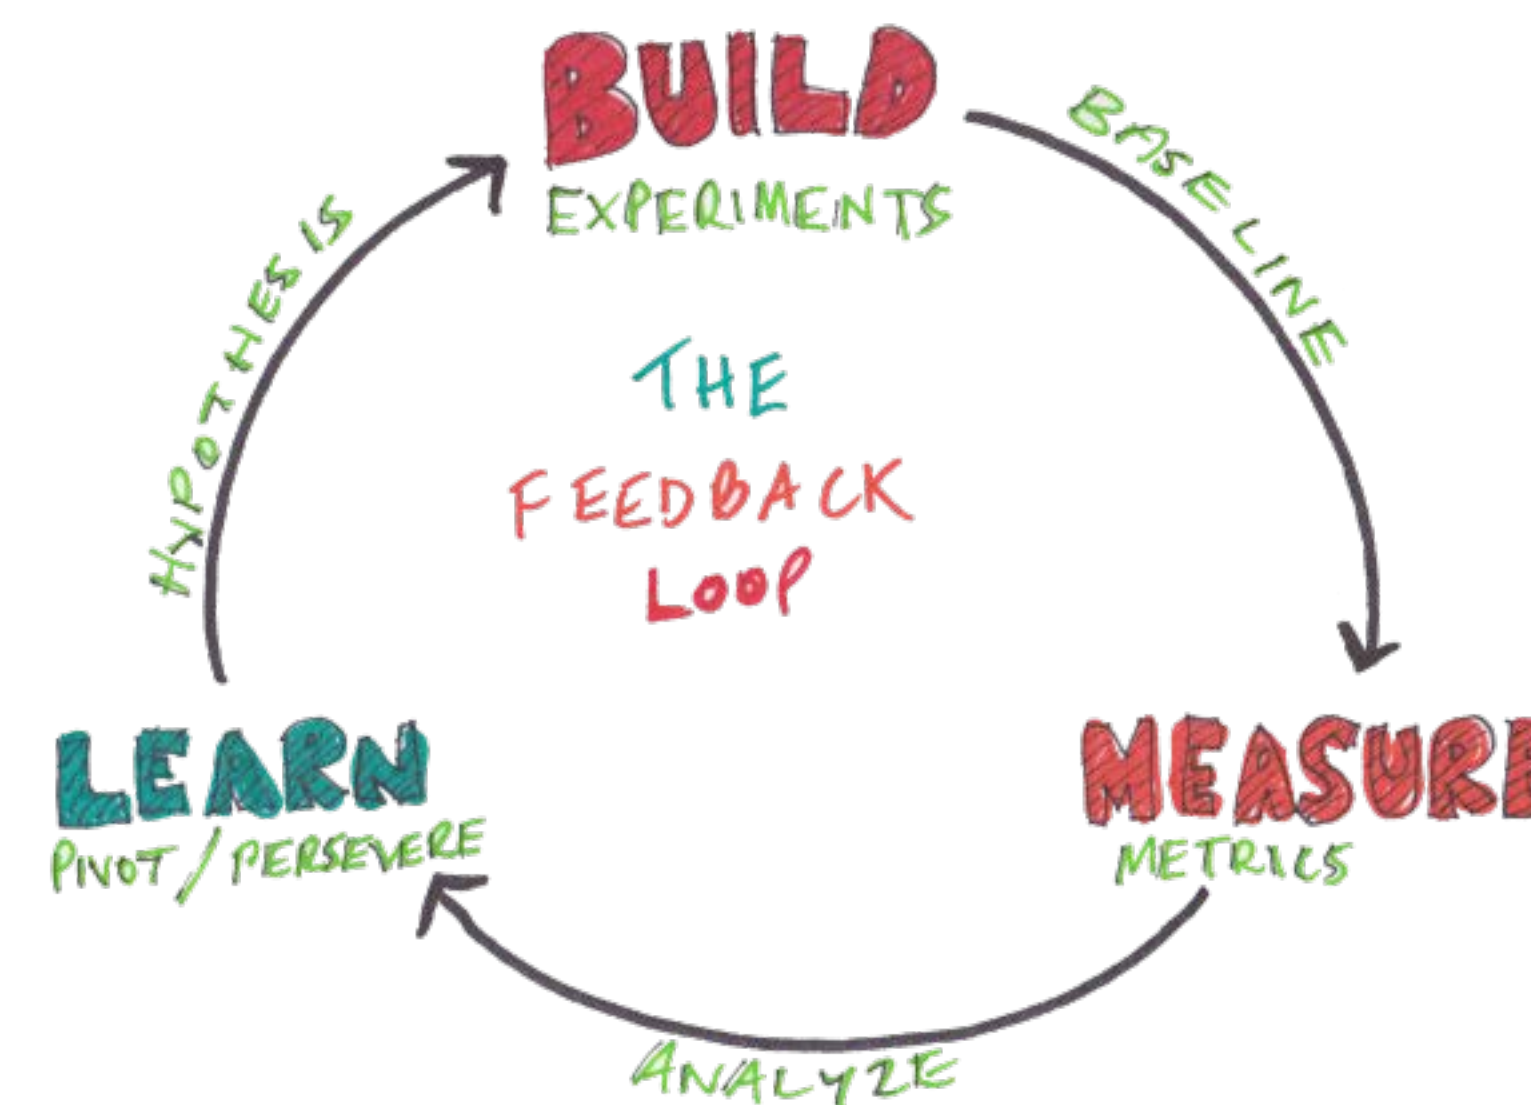 BUILD
EXPERIMENTS
BASELINE
HYPOTHESIS
THE
FEEDBACK
LOOP
LEARN
PIVOT/PERSEVERE
MEASURE
METRICS
ANALYZE